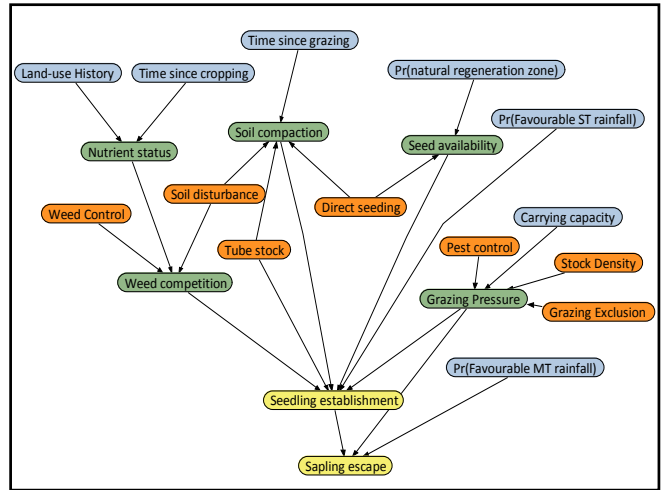 Time since grazing
Land-use History
Time since cropping
Pr(natural regeneration zone)
Pr(Favourable ST rainfall)
Soil compaction
Nutrient status
Seed availability
Soil disturbance
Direct seeding
Weed Control
Carrying capacity
Tube stock
Pest control
Stock Density
Weed competition
Grazing Pressure
Grazing Exclusion
Pr(Favourable MT rainfall)
Seedling establishment
Sapling escape